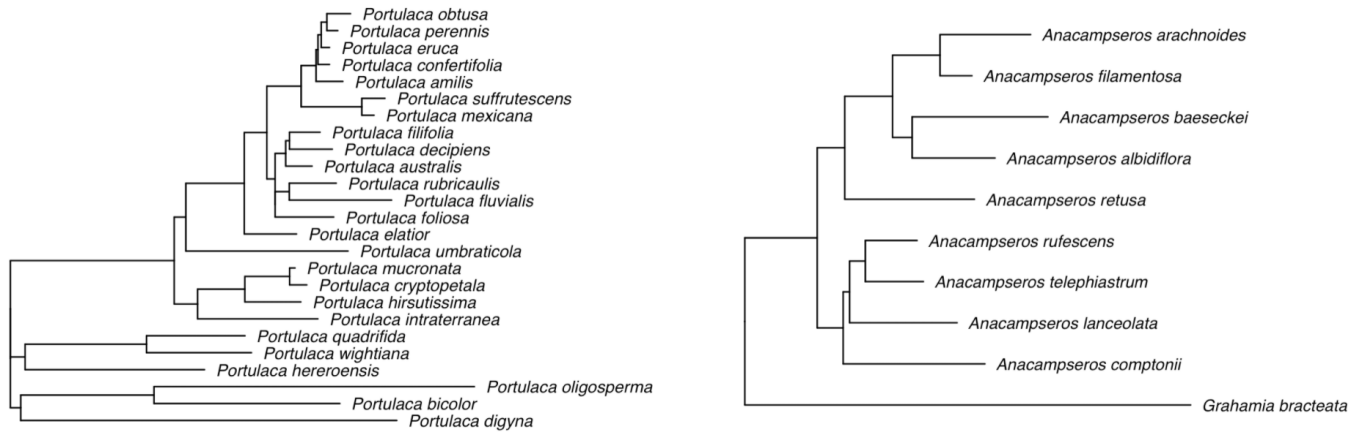 Portulaca obtusa
Portulaca perennis
Portulaca eruca
Portulaca confertifolia
Portulaca amilis
Portulaca suffrutescens
Portulaca mexicana
Portulaca filifolia
Portulaca decipiens
Portulaca australis
Portulaca rubricaulis
Portulaca fluvialis
Portulaca foliosa
Portulaca elatior
Portulaca umbraticola
Portulaca mucronata
Portulaca cryptopetala
Portulaca hirsutissima
Portulaca intraterranea
Portulaca quadrifida
Portulaca wightiana
Portulaca hereroensis
Portulaca oligosperma
Portulaca bicolor
Portulaca digyna
Anacampseros arachnoides
Anacampseros filamentosa
Anacampseros baeseckei
Anacampseros albidiflora
Anacampseros retusa
Anacampseros rufescens
Anacampseros telephiastrum
Anacampseros lanceolata
Anacampseros comptonii
Grahamia bracteata